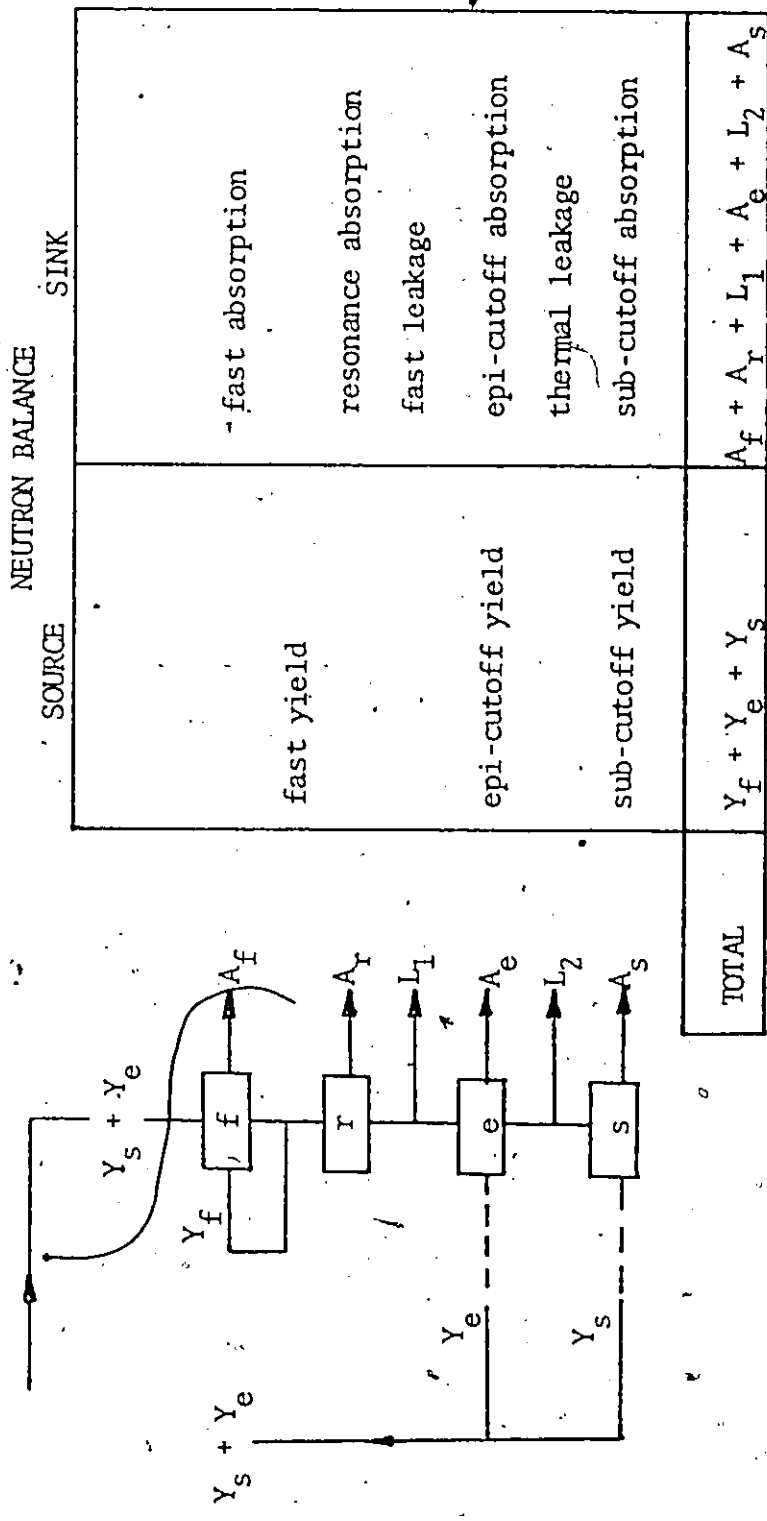 NEUTRON BALANCE
SOURCE SINK
fast absorption
fast yield
resonance absorption
fast leakage
epi-cutoff yield epi-cutoff absorption
thermal leakage
sub-cutoff yield sub-cutoff absorption
TOTAL Y_f + Y_e + Y_s A_f + A_r + L_1 + A_e + L_2 + A_s
Y_s + Y_e
Y_s + Y_e
Y_f f A_f
r A_r
L_1
Y_e e A_e
L_2
Y_s s A_s